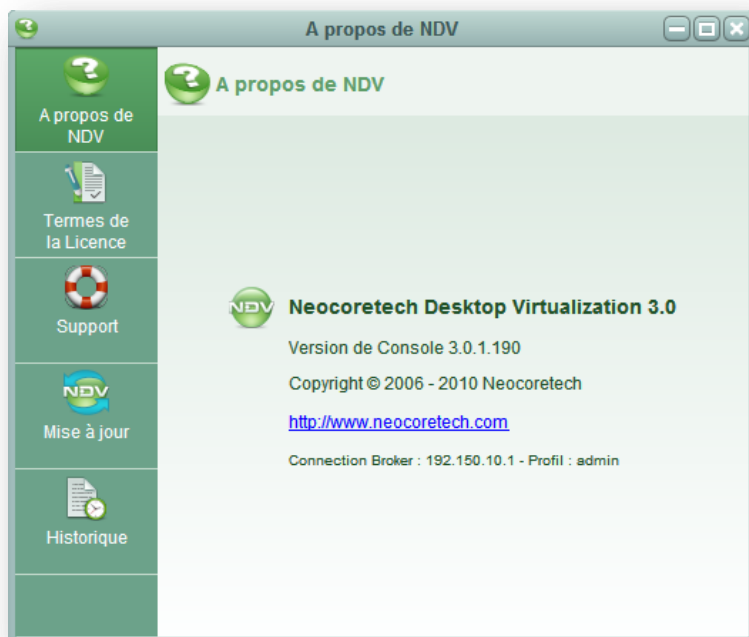 A propos de NDV
A propos de
NDV
Termes de
la Licence
Support
NDV
Mise à jour
Historique
A propos de NDV
NDV
Neocoretech Desktop Virtualization 3.0
Version de Console 3.0.1.190
Copyright © 2006 - 2010 Neocoretech
http://www.neocoretech.com
Connection Broker : 192.150.10.1 - Profil : admin